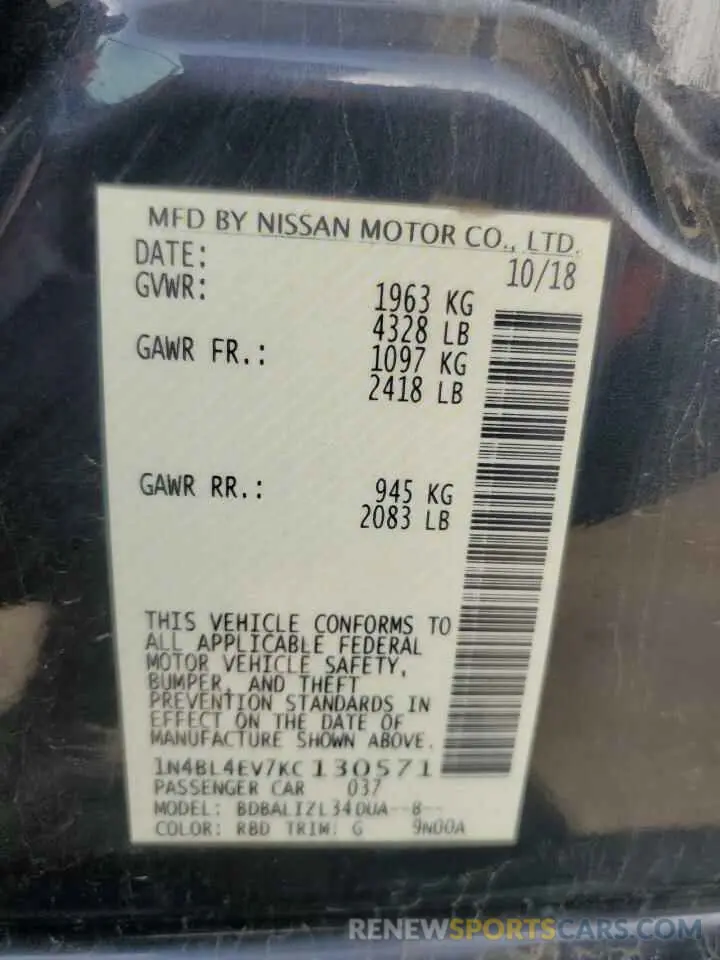 MFD BY NISSAN MOTOR CO., LTD.
DATE: 10/18
GVWR: 1963 KG
4328 LB
GAWR FR.: 1097 KG
2418 LB
GAWR RR.: 945 KG
2083 LB
THIS VEHICLE CONFORMS TO
ALL APPLICABLE FEDERAL
MOTOR VEHICLE SAFETY,
BUMPER, AND THEFT
PREVENTION STANDARDS IN
EFFECT ON THE DATE OF
MANUFACTURE SHOWN ABOVE.
1N4BL4EV7KC130571
PASSENGER CAR 037
MODEL: BDBALIZL340UA--8--
COLOR: RBD TRIM: G 9N00A
RENEWSPORTSCARS.COM